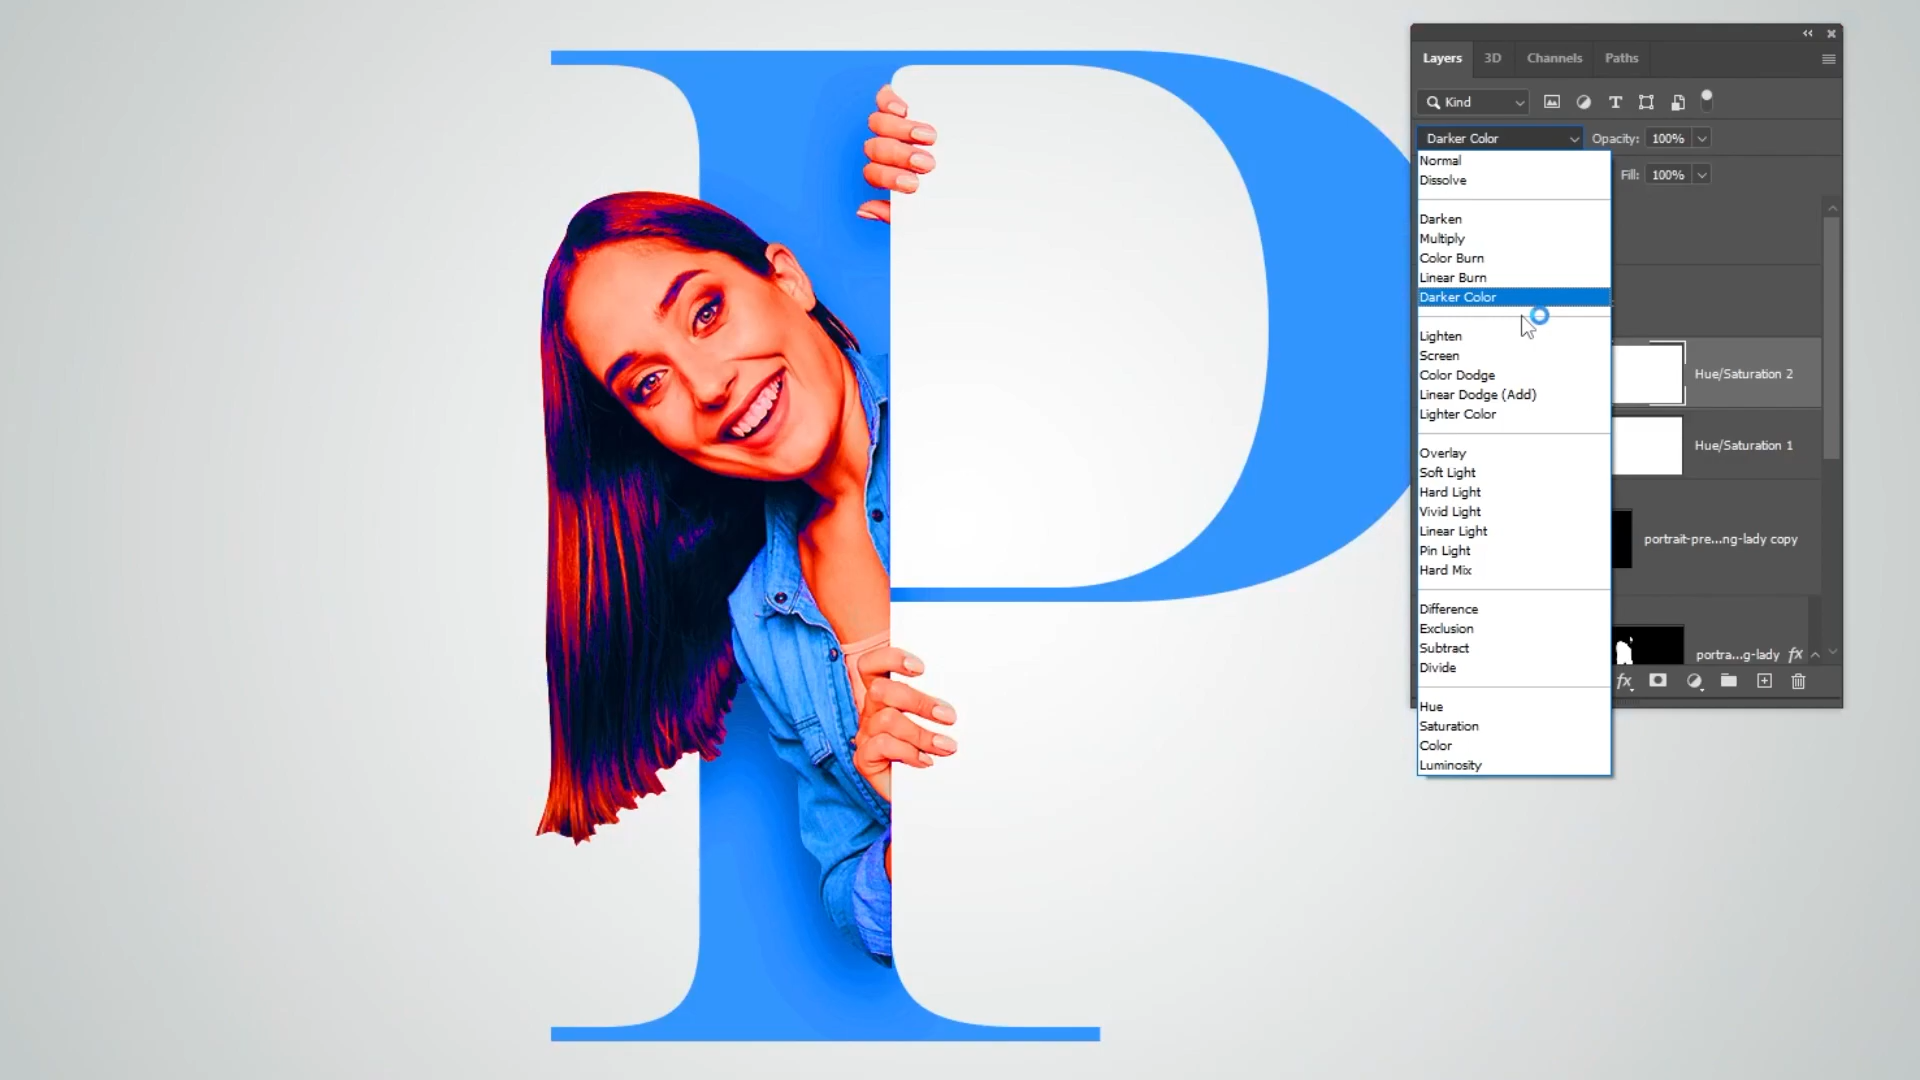 P
Layers 3D Channels Paths
Kind
Darker Color Opacity: 100%
Fill: 100%
Normal
Dissolve
Darken
Multiply
Color Burn
Linear Burn
Darker Color
Lighten
Screen
Color Dodge
Linear Dodge (Add)
Lighter Color
Overlay
Soft Light
Hard Light
Vivid Light
Linear Light
Pin Light
Hard Mix
Difference
Exclusion
Subtract
Divide
Hue
Saturation
Color
Luminosity
Hue/Saturation 2
Hue/Saturation 1
portrait-pre...ng-lady copy
portra...g-lady fx
fx